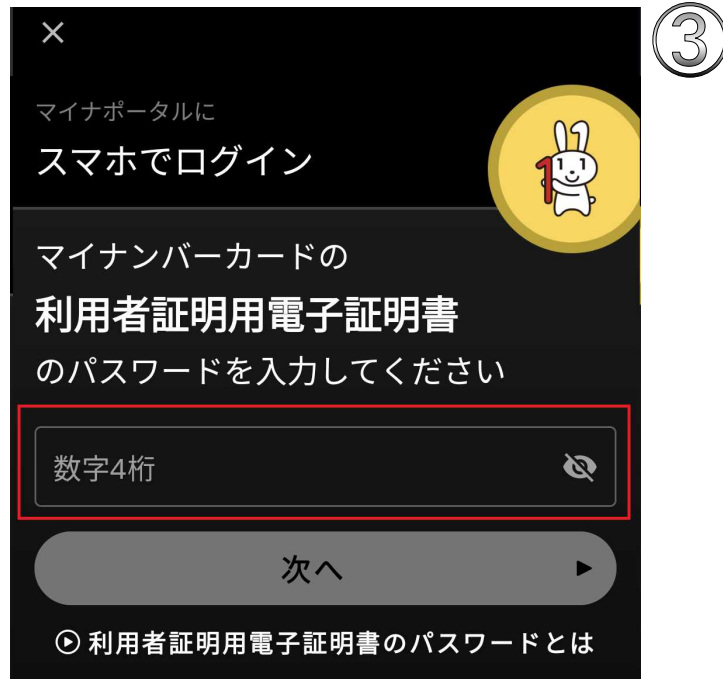 ③
マイナポータルに
スマホでログイン
マイナンバーカードの
利用者証明用電子証明書
のパスワードを入力してください
数字4桁
次へ
利用者証明用電子証明書のパスワードとは